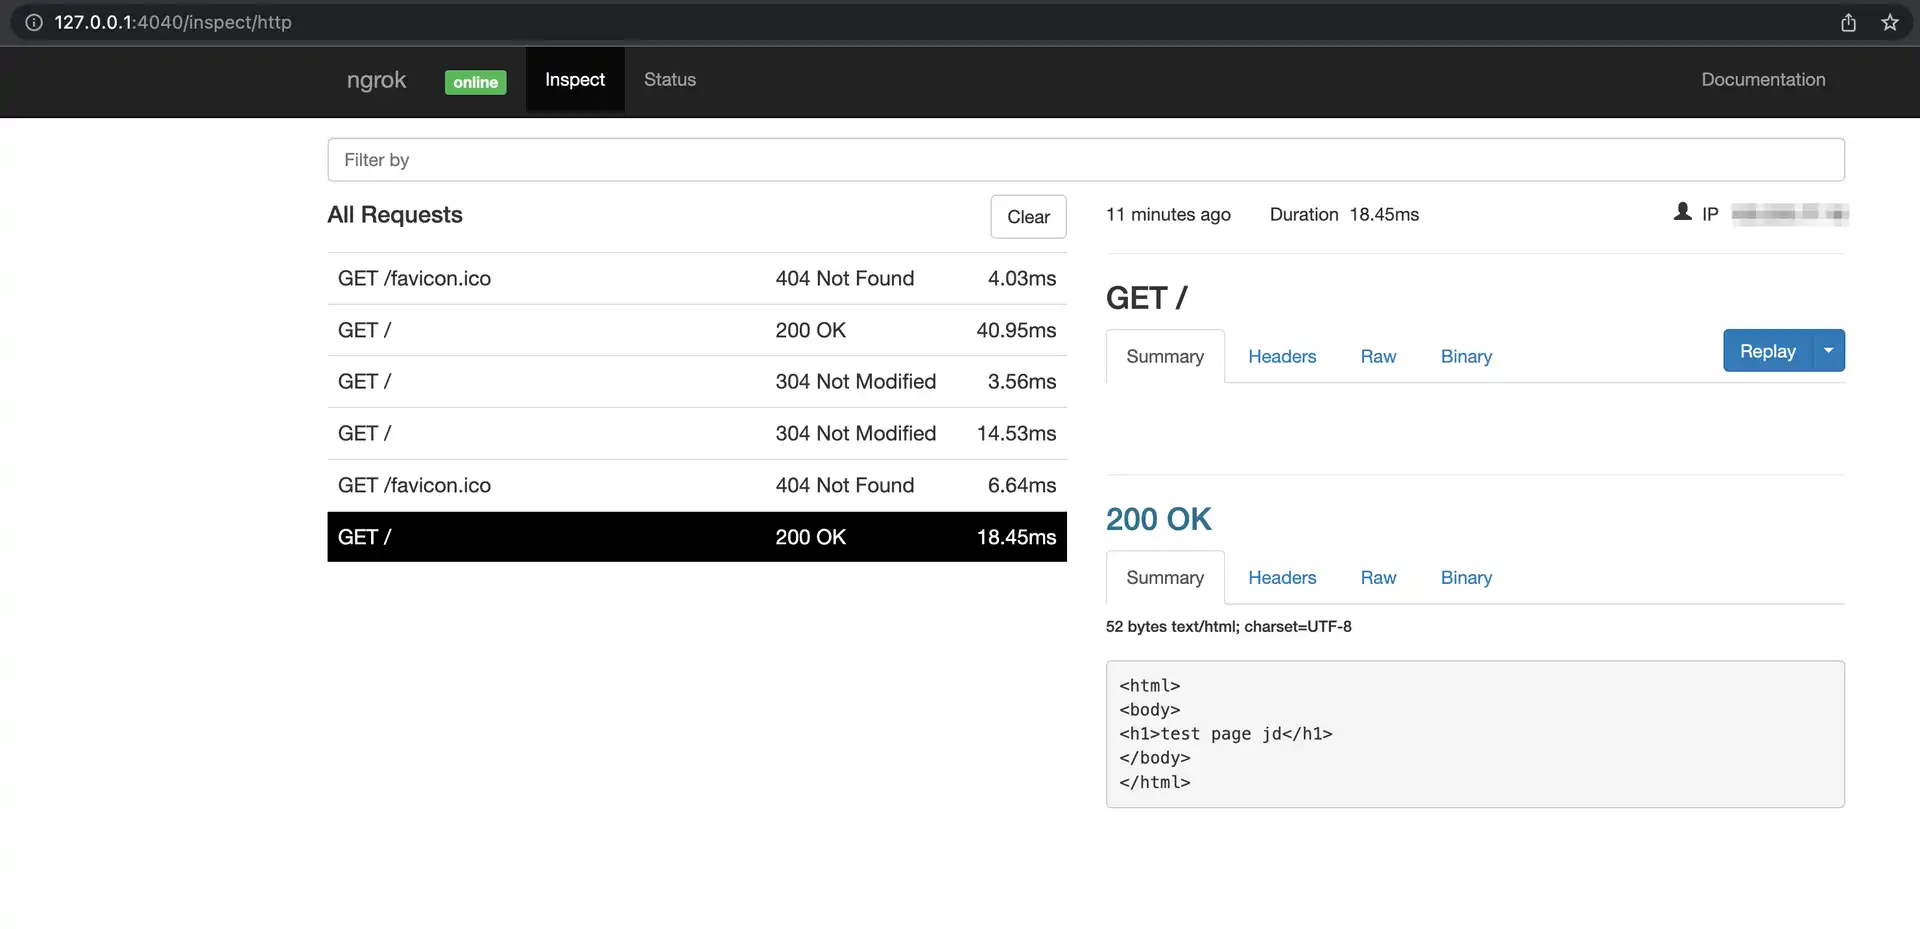 127.0.0.1:4040/inspect/http
ngrok online Inspect Status Documentation
Filter by
All Requests Clear
GET /favicon.ico 404 Not Found 4.03ms
GET / 200 OK 40.95ms
GET / 304 Not Modified 3.56ms
GET / 304 Not Modified 14.53ms
GET /favicon.ico 404 Not Found 6.64ms
GET / 200 OK 18.45ms
11 minutes ago Duration 18.45ms IP
GET /
Summary Headers Raw Binary Replay
200 OK
Summary Headers Raw Binary
52 bytes text/html; charset=UTF-8
<html>
<body>
<h1>test page jd</h1>
</body>
</html>